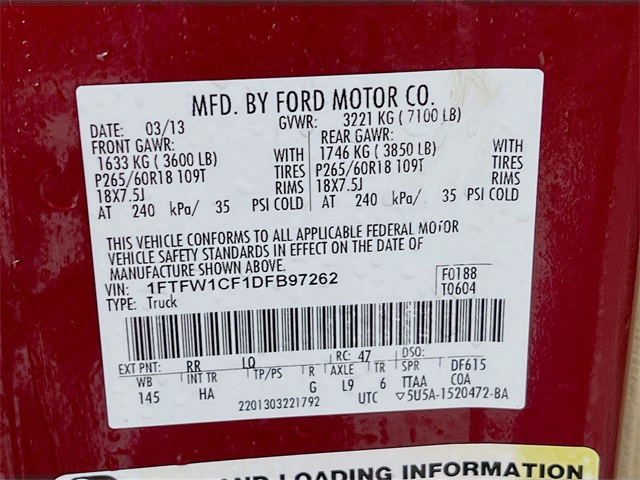 MFD. BY FORD MOTOR CO.
DATE: 03/13 GVWR: 3221 KG ( 7100 LB)
FRONT GAWR: REAR GAWR:
1633 KG ( 3600 LB) WITH 1746 KG ( 3850 LB) WITH
P265/60R18 109T TIRES P265/60R18 109T TIRES
18X7.5J RIMS 18X7.5J RIMS
AT 240 kPa/ 35 PSI COLD AT 240 kPa/ 35 PSI COLD
THIS VEHICLE CONFORMS TO ALL APPLICABLE FEDERAL MOTOR
VEHICLE SAFETY STANDARDS IN EFFECT ON THE DATE OF
MANUFACTURE SHOWN ABOVE.
VIN: 1FTFW1CF1DFB97262 F0188
TYPE: Truck T0604
EXT PNT: RR LQ RC: 47 DSO:
WB INT TR TP/PS R AXLE TR SPR DF615
145 HA G L9 6 TTAA COA
2201303221792 UTC ▽5U5A-1520472-BA
AND LOADING INFORMATION